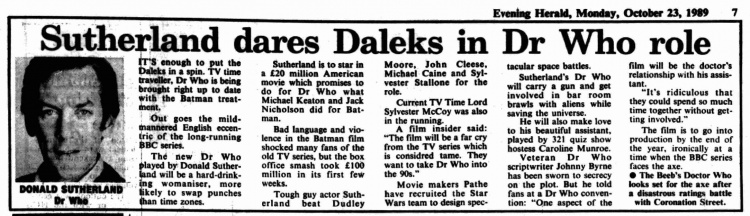 Evening Herald, Monday, October 23, 1989 7
Sutherland dares Daleks in Dr Who role
DONALD SUTHERLAND
Dr Who
IT'S enough to put the
Daleks in a spin. TV time
traveller, Dr Who is being
brought right up to date
with the Batman treat-
ment.
Out goes the mild-
mannered English eccen-
tric of the long-running
BBC series.
The new Dr Who
played by Donald Suther-
land will be a hard-drink-
ing womaniser, more
likely to swap punches
than time zones.
Sutherland is to star in
a £20 million American
movie which promises to
do for Dr Who what
Michael Keaton and Jack
Nicholson did for Bat-
man.
Bad language and vio-
lence in the Batman film
shocked many fans of the
old TV series, but the box
office smash took £100
million in its first few
weeks.
Tough guy actor Suth-
erland beat Dudley
Moore, John Cleese,
Michael Caine and Syl-
vester Stallone for the
role.
Current TV Time Lord
Sylvester McCoy was also
in the running.
A film insider said:
"The film will be a far cry
from the TV series which
is considred tame. They
want to take Dr Who into
the 90s."
Movie makers Pathe
have recruited the Star
Wars team to design spec-
tacular space battles.
Sutherland's Dr Who
will carry a gun and get
involved in bar room
brawls with aliens while
saving the universe.
He will also make love
to his beautiful assistant,
played by 321 quiz show
hostess Caroline Munroe.
Veteran Dr Who
scriptwriter Johnny Byrne
has been sworn to secrecy
on the plot. But he told
fans at a Dr Who conven-
tion: "One aspect of the
film will be the doctor's
relationship with his assis-
tant.
"It's ridiculous that
they could spend so much
time together without get-
ting involved."
The film is to go into
production by the end of
the year, ironically at a
time when the BBC series
faces the axe.
● The Beeb's Doctor Who
looks set for the axe after
a disastrous ratings battle
with Coronation Street.